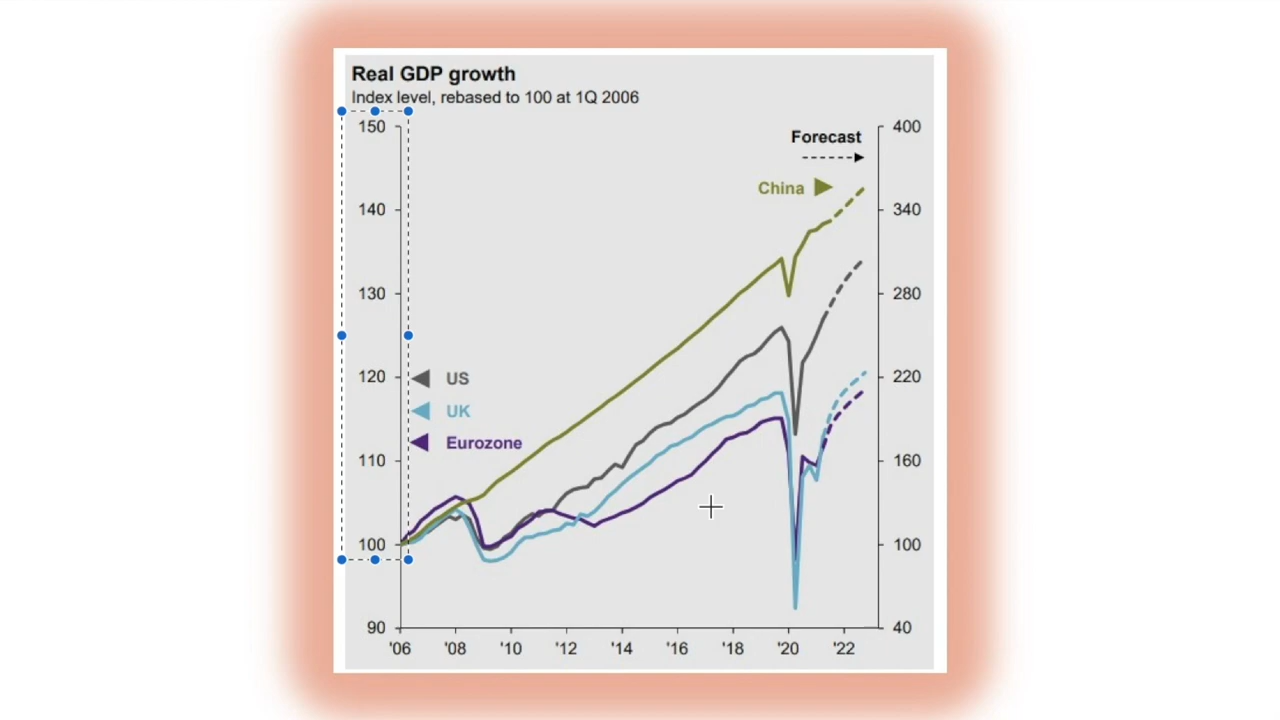 Real GDP growth
Index level, rebased to 100 at 1Q 2006
150
400
Forecast
China
140
340
130
280
120
220
US
UK
Eurozone
110
160
100
100
90
40
'06 '08 '10 '12 '14 '16 '18 '20 '22